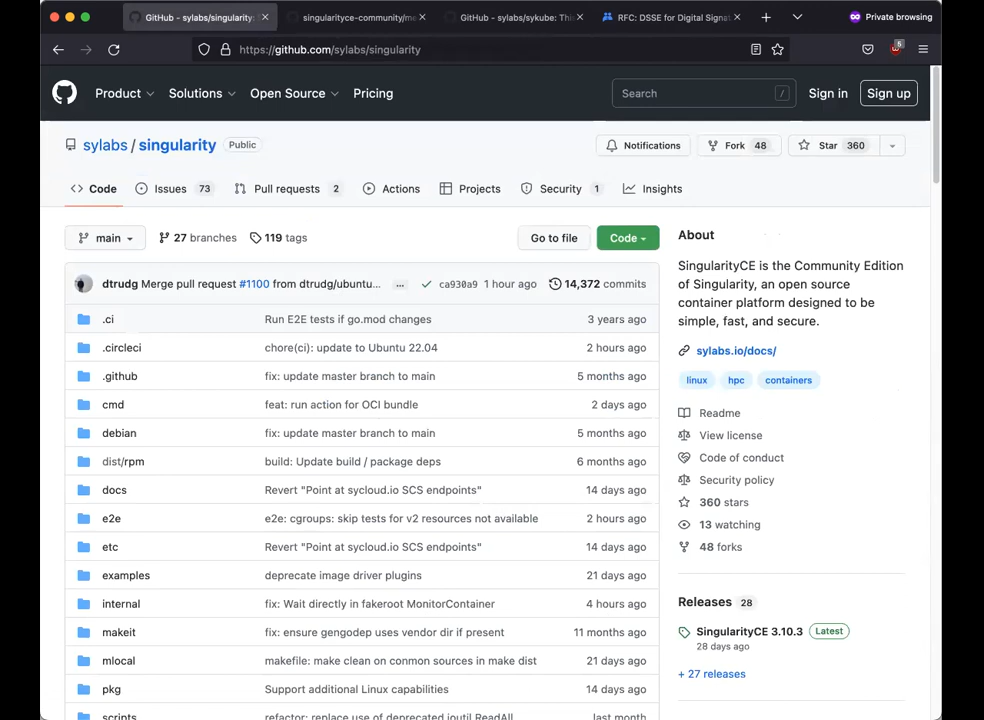 GitHub - sylabs/singularity: S
singularityce-community/me
GitHub - sylabs/sykube: Thi
RFC: DSSE for Digital Signat
Private browsing
https://github.com/sylabs/singularity
5
Product
Solutions
Open Source
Pricing
Search
/
Sign in
Sign up
sylabs / singularity
Public
Notifications
Fork 48
Star 360
Code
Issues 73
Pull requests 2
Actions
Projects
Security 1
Insights
main
27 branches
119 tags
Go to file
Code
dtrudg Merge pull request #1100 from dtrudg/ubuntu... ... ca930a9 1 hour ago 14,372 commits
.ci Run E2E tests if go.mod changes 3 years ago
.circleci chore(ci): update to Ubuntu 22.04 2 hours ago
.github fix: update master branch to main 5 months ago
cmd feat: run action for OCI bundle 2 days ago
debian fix: update master branch to main 5 months ago
dist/rpm build: Update build / package deps 6 months ago
docs Revert "Point at sycloud.io SCS endpoints" 14 days ago
e2e e2e: cgroups: skip tests for v2 resources not available 2 hours ago
etc Revert "Point at sycloud.io SCS endpoints" 14 days ago
examples deprecate image driver plugins 21 days ago
internal fix: Wait directly in fakeroot MonitorContainer 4 hours ago
makeit fix: ensure gengodep uses vendor dir if present 11 months ago
mlocal makefile: make clean on conmon sources in make dist 21 days ago
pkg Support additional Linux capabilities 14 days ago
scripts refactor: replace use of deprecated ioutil.ReadAll last month
About
SingularityCE is the Community Edition
of Singularity, an open source
container platform designed to be
simple, fast, and secure.
sylabs.io/docs/
linux hpc containers
Readme
View license
Code of conduct
Security policy
360 stars
13 watching
48 forks
Releases 28
SingularityCE 3.10.3 Latest
28 days ago
+ 27 releases